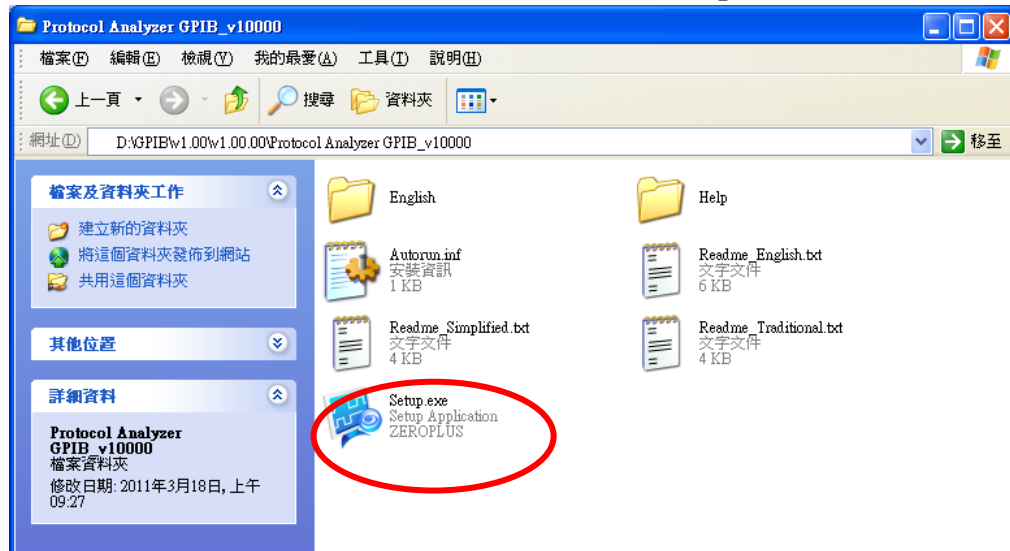 Protocol Analyzer GPIB_v10000
檔案(F) 編輯(E) 檢視(V) 我的最愛(A) 工具(T) 說明(H)
上一頁 搜尋 資料夾
網址(D) D:\GPIB\v1.00\v1.00.00\Protocol Analyzer GPIB_v10000 移至
檔案及資料夾工作
建立新的資料夾
將這個資料夾發佈到網站
共用這個資料夾
其他位置
詳細資料
Protocol Analyzer
GPIB_v10000
檔案資料夾
修改日期: 2011年3月18日, 上午
09:27
English
Help
Autorun.inf
安裝資訊
1 KB
Readme_English.txt
文字文件
6 KB
Readme_Simplified.txt
文字文件
4 KB
Readme_Traditional.txt
文字文件
4 KB
Setup.exe
Setup Application
ZEROPLUS